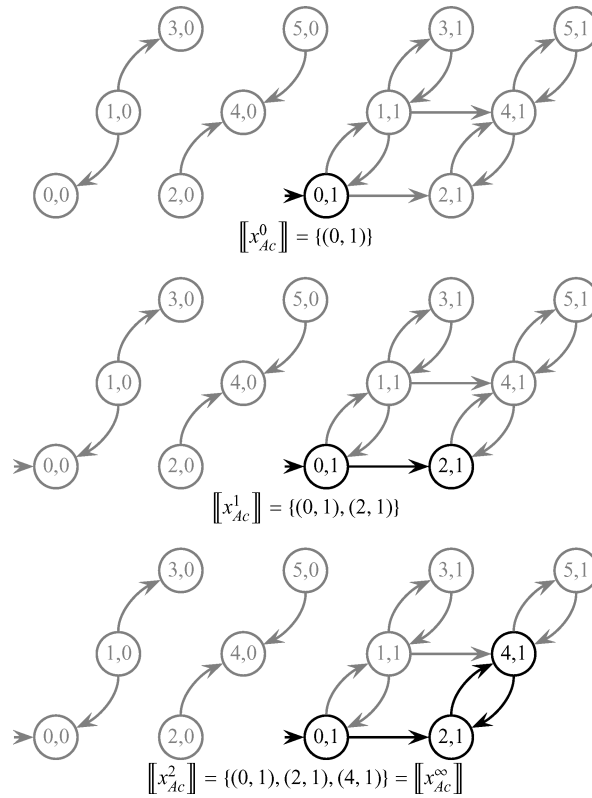 3,0 5,0 3,1 5,1
1,0 4,0 1,1 4,1
0,0 2,0 0,1 2,1
⟦x⁰_Ac⟧ = {(0, 1)}
3,0 5,0 3,1 5,1
1,0 4,0 1,1 4,1
0,0 2,0 0,1 2,1
⟦x¹_Ac⟧ = {(0, 1), (2, 1)}
3,0 5,0 3,1 5,1
1,0 4,0 1,1 4,1
0,0 2,0 0,1 2,1
⟦x²_Ac⟧ = {(0, 1), (2, 1), (4, 1)} = ⟦x^∞_Ac⟧